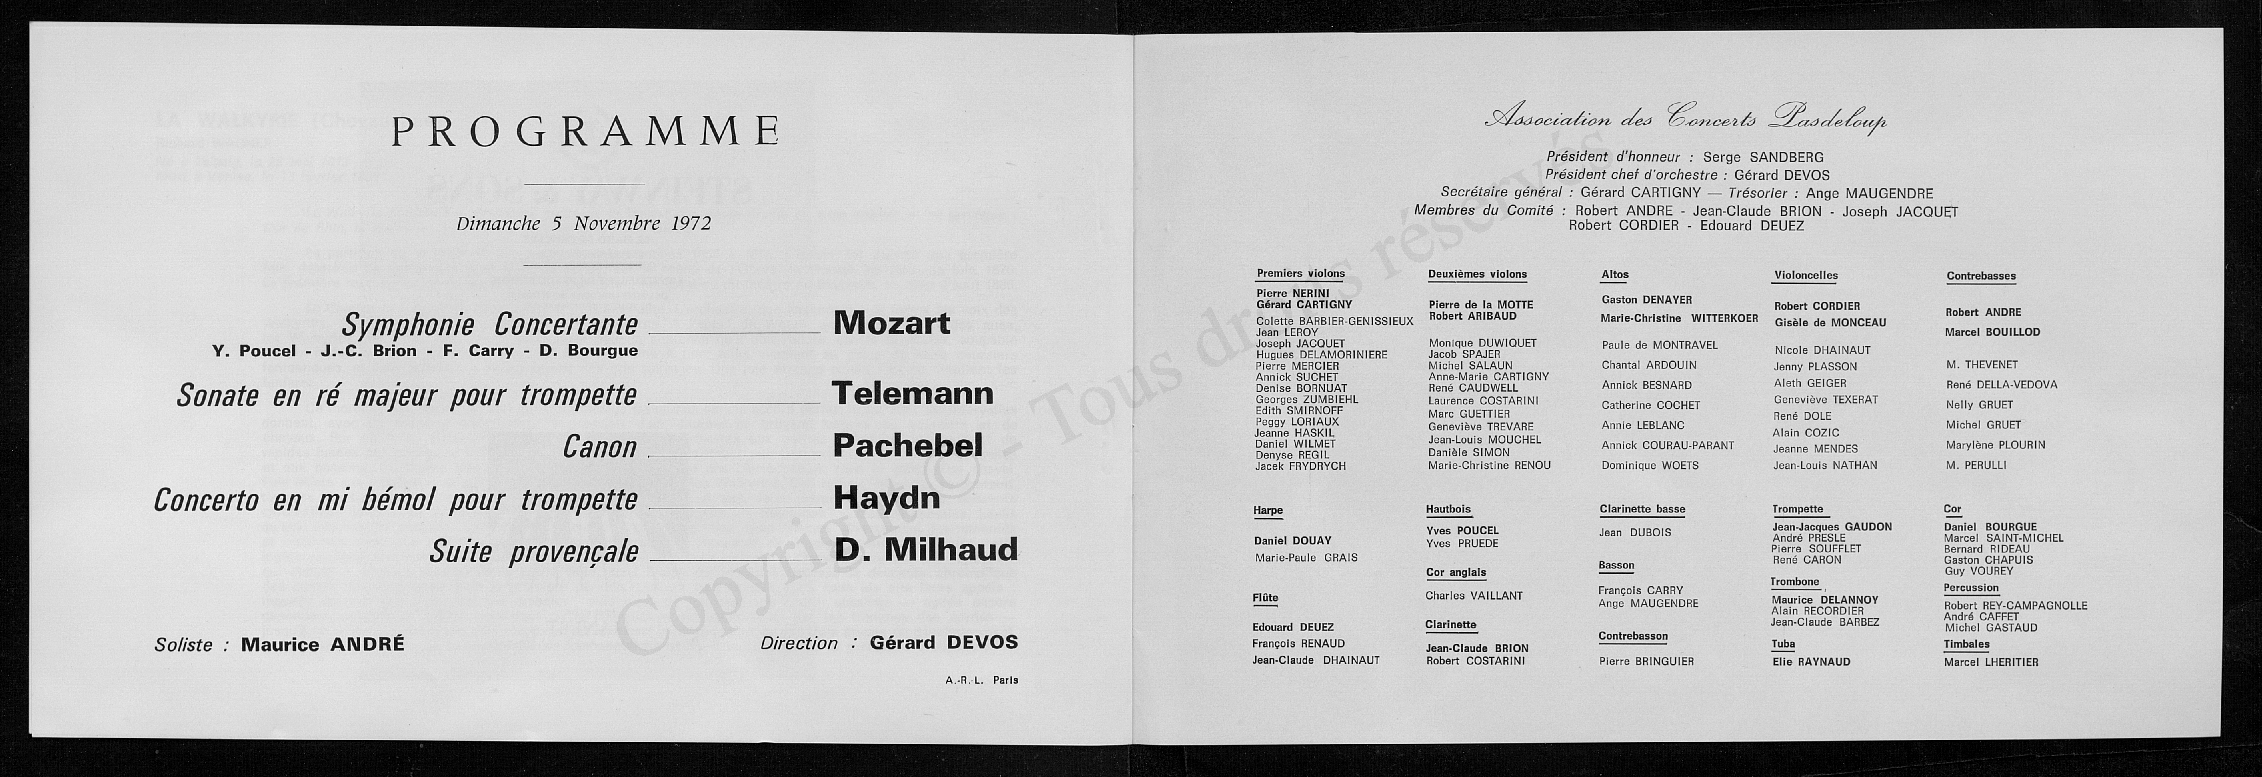 PROGRAMME
Dimanche 5 Novembre 1972
Symphonie Concertante Mozart
Y. Poucel - J.-C. Brion - F. Carry - D. Bourgue
Sonate en ré majeur pour trompette Telemann
Canon Pachebel
Concerto en mi bémol pour trompette Haydn
Suite provençale D. Milhaud
Soliste : Maurice ANDRÉ
Direction : Gérard DEVOS
A.-R.-L. Paris
Association des Concerts Pasdeloup
Président d'honneur : Serge SANDBERG
Président chef d'orchestre : Gérard DEVOS
Secrétaire général : Gérard CARTIGNY — Trésorier : Ange MAUGENDRE
Membres du Comité : Robert ANDRE - Jean-Claude BRION - Joseph JACQUET
Robert CORDIER - Edouard DEUEZ
Premiers violons
Pierre NERINI
Gérard CARTIGNY
Colette BARBIER-GENISSIEUX
Jean LEROY
Joseph JACQUET
Hugues DELAMORINIERE
Pierre MERCIER
Annick SUCHET
Denise BORNUAT
Georges ZUMBIEHL
Edith SMIRNOFF
Peggy LORIAUX
Jeanne HASKIL
Daniel WILMET
Denyse REGIL
Jacek FRYDRYCH
Deuxièmes violons
Pierre de la MOTTE
Robert ARIBAUD
Monique DUWIQUET
Jacob SPAJER
Michel SALAUN
Anne-Marie CARTIGNY
René CAUDWELL
Laurence COSTARINI
Marc GUETTIER
Geneviève TREVARE
Jean-Louis MOUCHEL
Danièle SIMON
Marie-Christine RENOU
Altos
Gaston DENAYER
Marie-Christine WITTERKOER
Paule de MONTRAVEL
Chantal ARDOUIN
Annick BESNARD
Catherine COCHET
Annie LEBLANC
Annick COURAU-PARANT
Dominique WOETS
Violoncelles
Robert CORDIER
Gisèle de MONCEAU
Nicole DHAINAUT
Jenny PLASSON
Aleth GEIGER
Geneviève TEXERAT
René DOLE
Alain COZIC
Jeanne MENDES
Jean-Louis NATHAN
Contrebasses
Robert ANDRE
Marcel BOUILLOD
M. THEVENET
René DELLA-VEDOVA
Nelly GRUET
Michel GRUET
Marylène PLOURIN
M. PERULLI
Harpe
Daniel DOUAY
Marie-Paule GRAIS
Flûte
Edouard DEUEZ
François RENAUD
Jean-Claude DHAINAUT
Hautbois
Yves POUCEL
Yves PRUEDE
Cor anglais
Charles VAILLANT
Clarinette
Jean-Claude BRION
Robert COSTARINI
Clarinette basse
Jean DUBOIS
Basson
François CARRY
Ange MAUGENDRE
Contrebasson
Pierre BRINGUIER
Trompette
Jean-Jacques GAUDON
André PRESLE
Pierre SOUFFLET
René CARON
Trombone
Maurice DELANNOY
Alain RECORDIER
Jean-Claude BARBEZ
Tuba
Elie RAYNAUD
Cor
Daniel BOURGUE
Marcel SAINT-MICHEL
Bernard RIDEAU
Gaston CHAPUIS
Guy VOUREY
Percussion
Robert REY-CAMPAGNOLLE
André CAFFET
Michel GASTAUD
Timbales
Marcel LHERITIER
Copyright © - Tous droits réservés